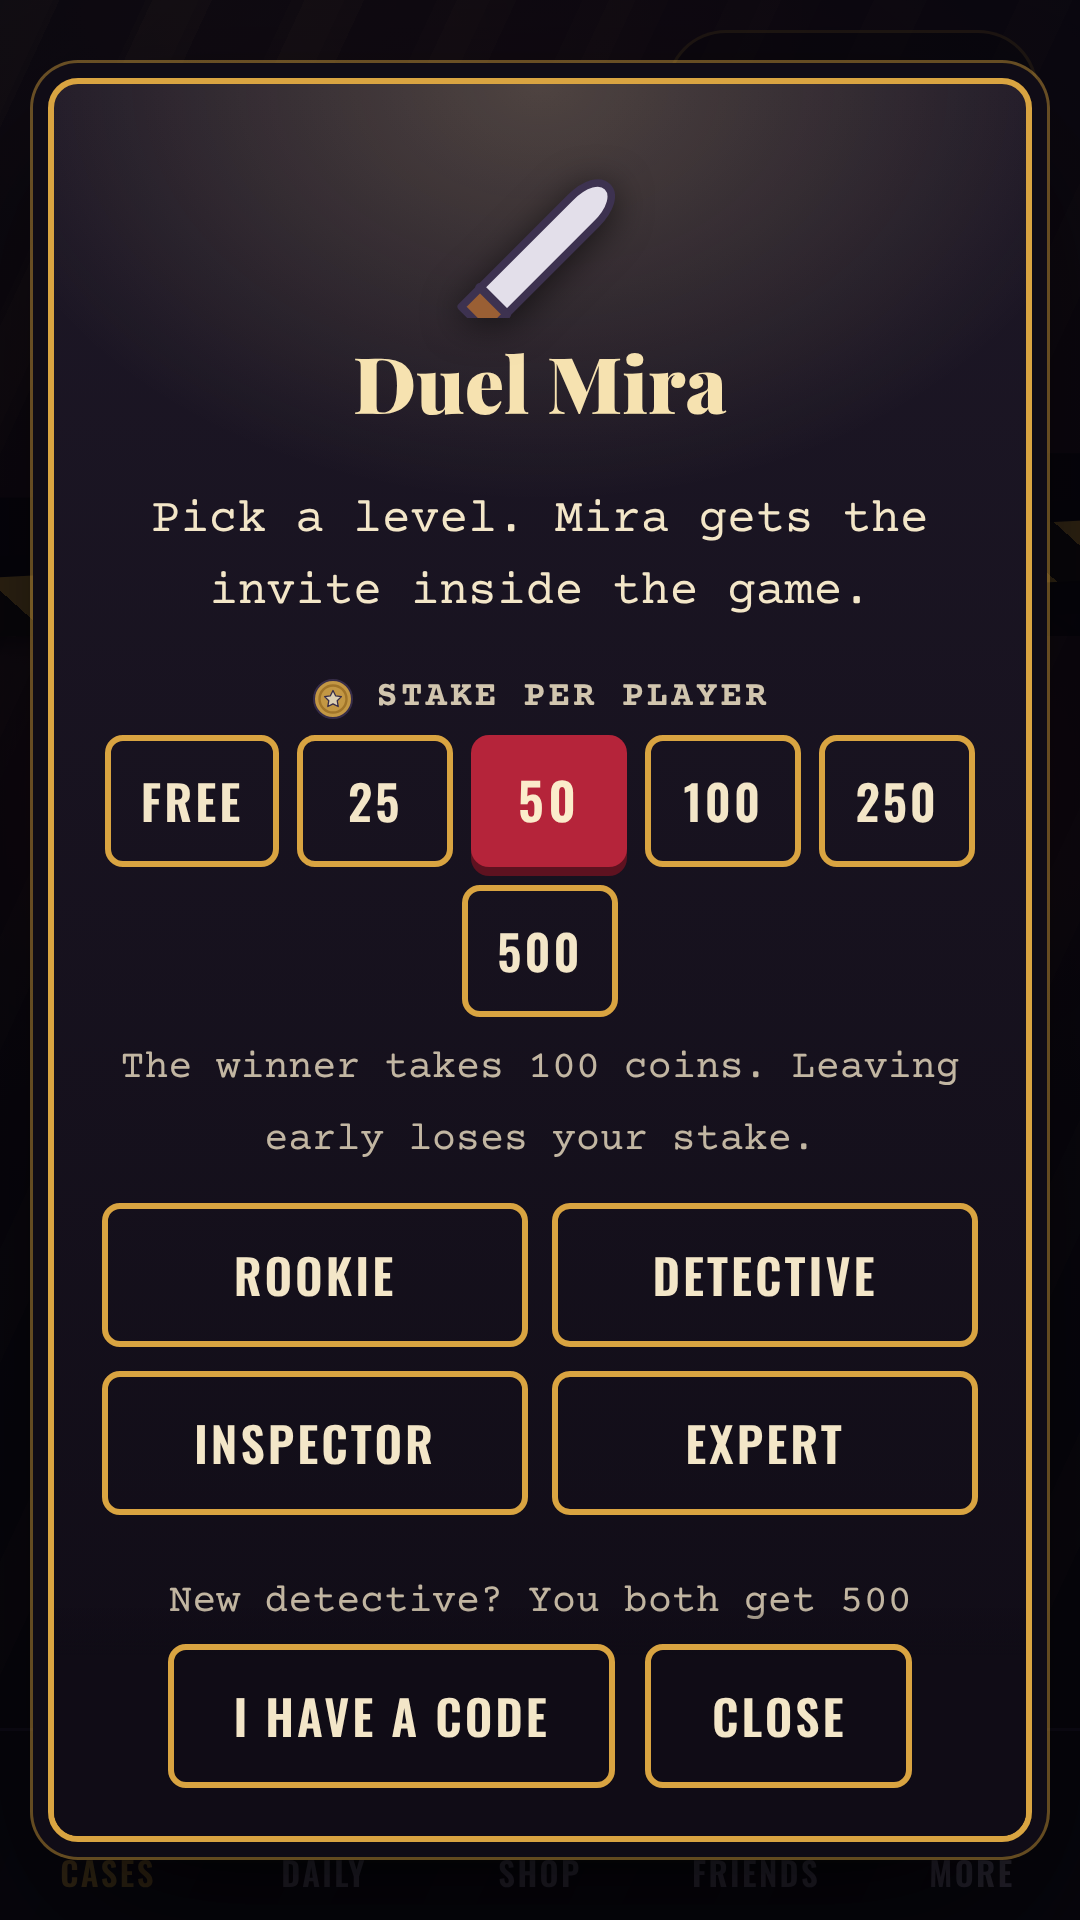 Duel Mira
Pick a level. Mira gets the
invite inside the game.
STAKE PER PLAYER
FREE 25 50 100 250
500
The winner takes 100 coins. Leaving
early loses your stake.
ROOKIE DETECTIVE
INSPECTOR EXPERT
New detective? You both get 500
I HAVE A CODE CLOSE
CASES DAILY SHOP FRIENDS MORE